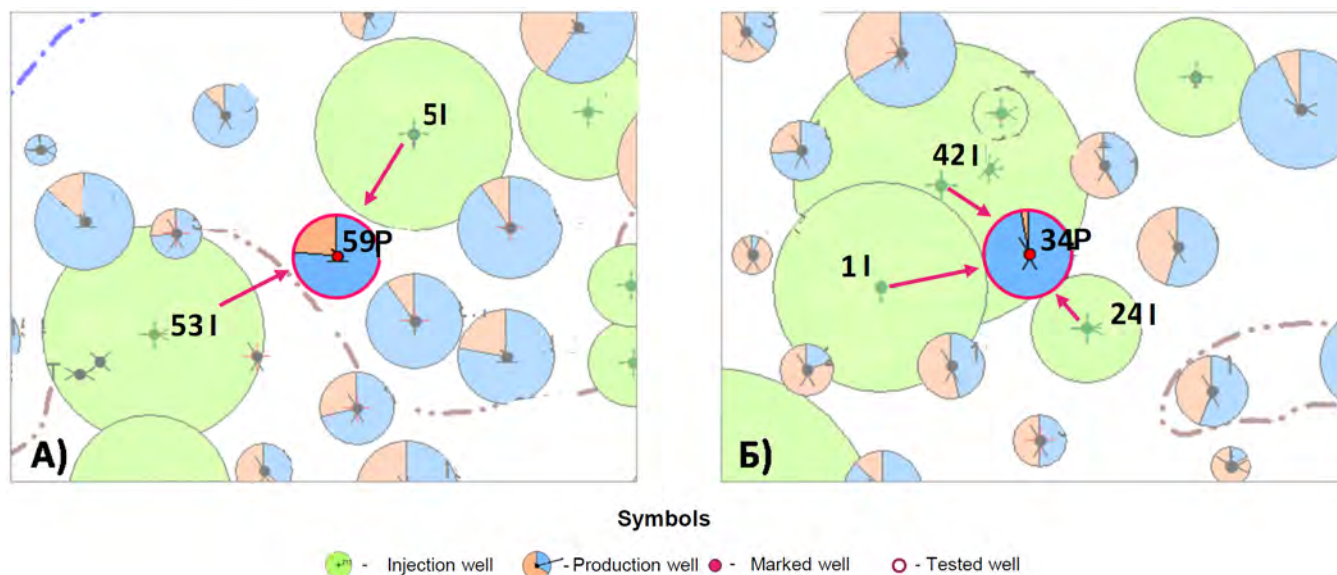 5I
42 I
59P
34P
1 I
53 I
24 I
А)
Б)
Symbols
- Injection well
- Production well
- Marked well
- Tested well